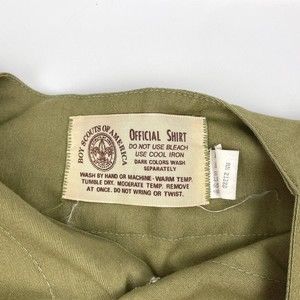 BOY SCOUTS OF AMERICA
OFFICIAL SHIRT
DO NOT USE BLEACH
USE COOL IRON
DARK COLORS WASH
SEPARATELY
WASH BY HAND OR MACHINE - WARM TEMP.
TUMBLE DRY. MODERATE TEMP. REMOVE
AT ONCE. DO NOT WRING OR TWIST.